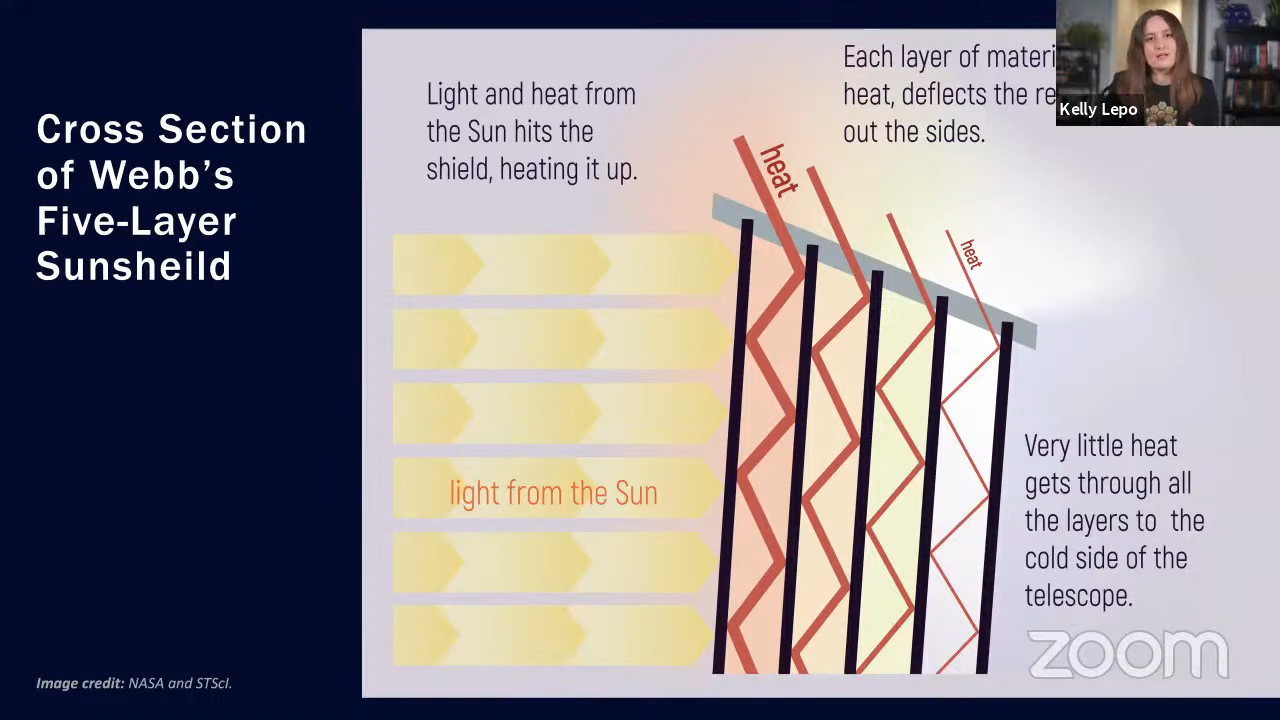 Cross Section
of Webb’s
Five-Layer
Sunsheild
Light and heat from
the Sun hits the
shield, heating it up.
Each layer of materi
heat, deflects the re
out the sides.
Kelly Lepo
heat
heat
light from the Sun
Very little heat
gets through all
the layers to the
cold side of the
telescope.
zoom
Image credit: NASA and STScI.